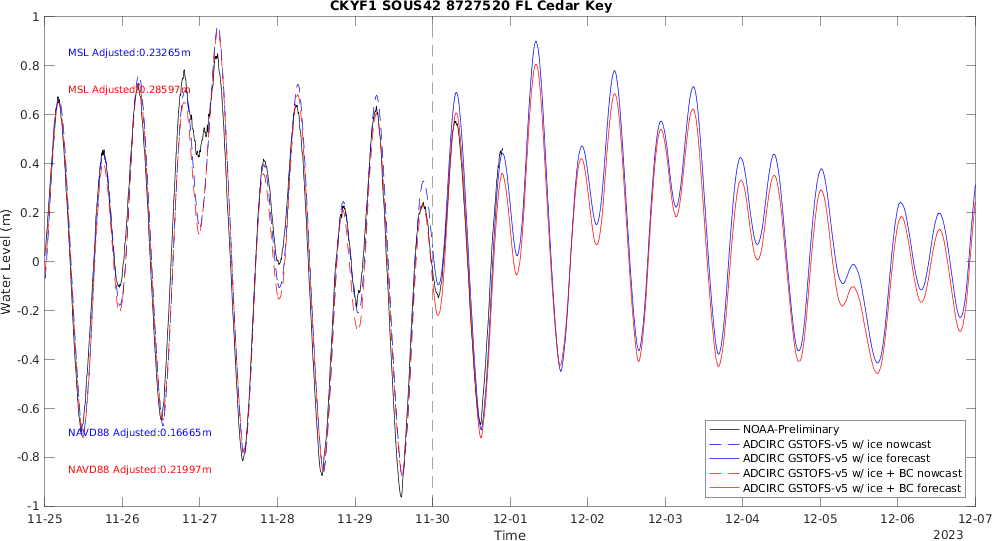 CKYF1 SOUS42 8727520 FL Cedar Key
Water Level (m)
1
0.8
0.6
0.4
0.2
0
-0.2
-0.4
-0.6
-0.8
-1
MSL Adjusted:0.23265m
MSL Adjusted:0.28597m
NAVD88 Adjusted:0.16665m
NAVD88 Adjusted:0.21997m
NOAA-Preliminary
ADCIRC GSTOFS-v5 w/ ice nowcast
ADCIRC GSTOFS-v5 w/ ice forecast
ADCIRC GSTOFS-v5 w/ ice + BC nowcast
ADCIRC GSTOFS-v5 w/ ice + BC forecast
11-25 11-26 11-27 11-28 11-29 11-30 12-01 12-02 12-03 12-04 12-05 12-06 12-07
Time
2023